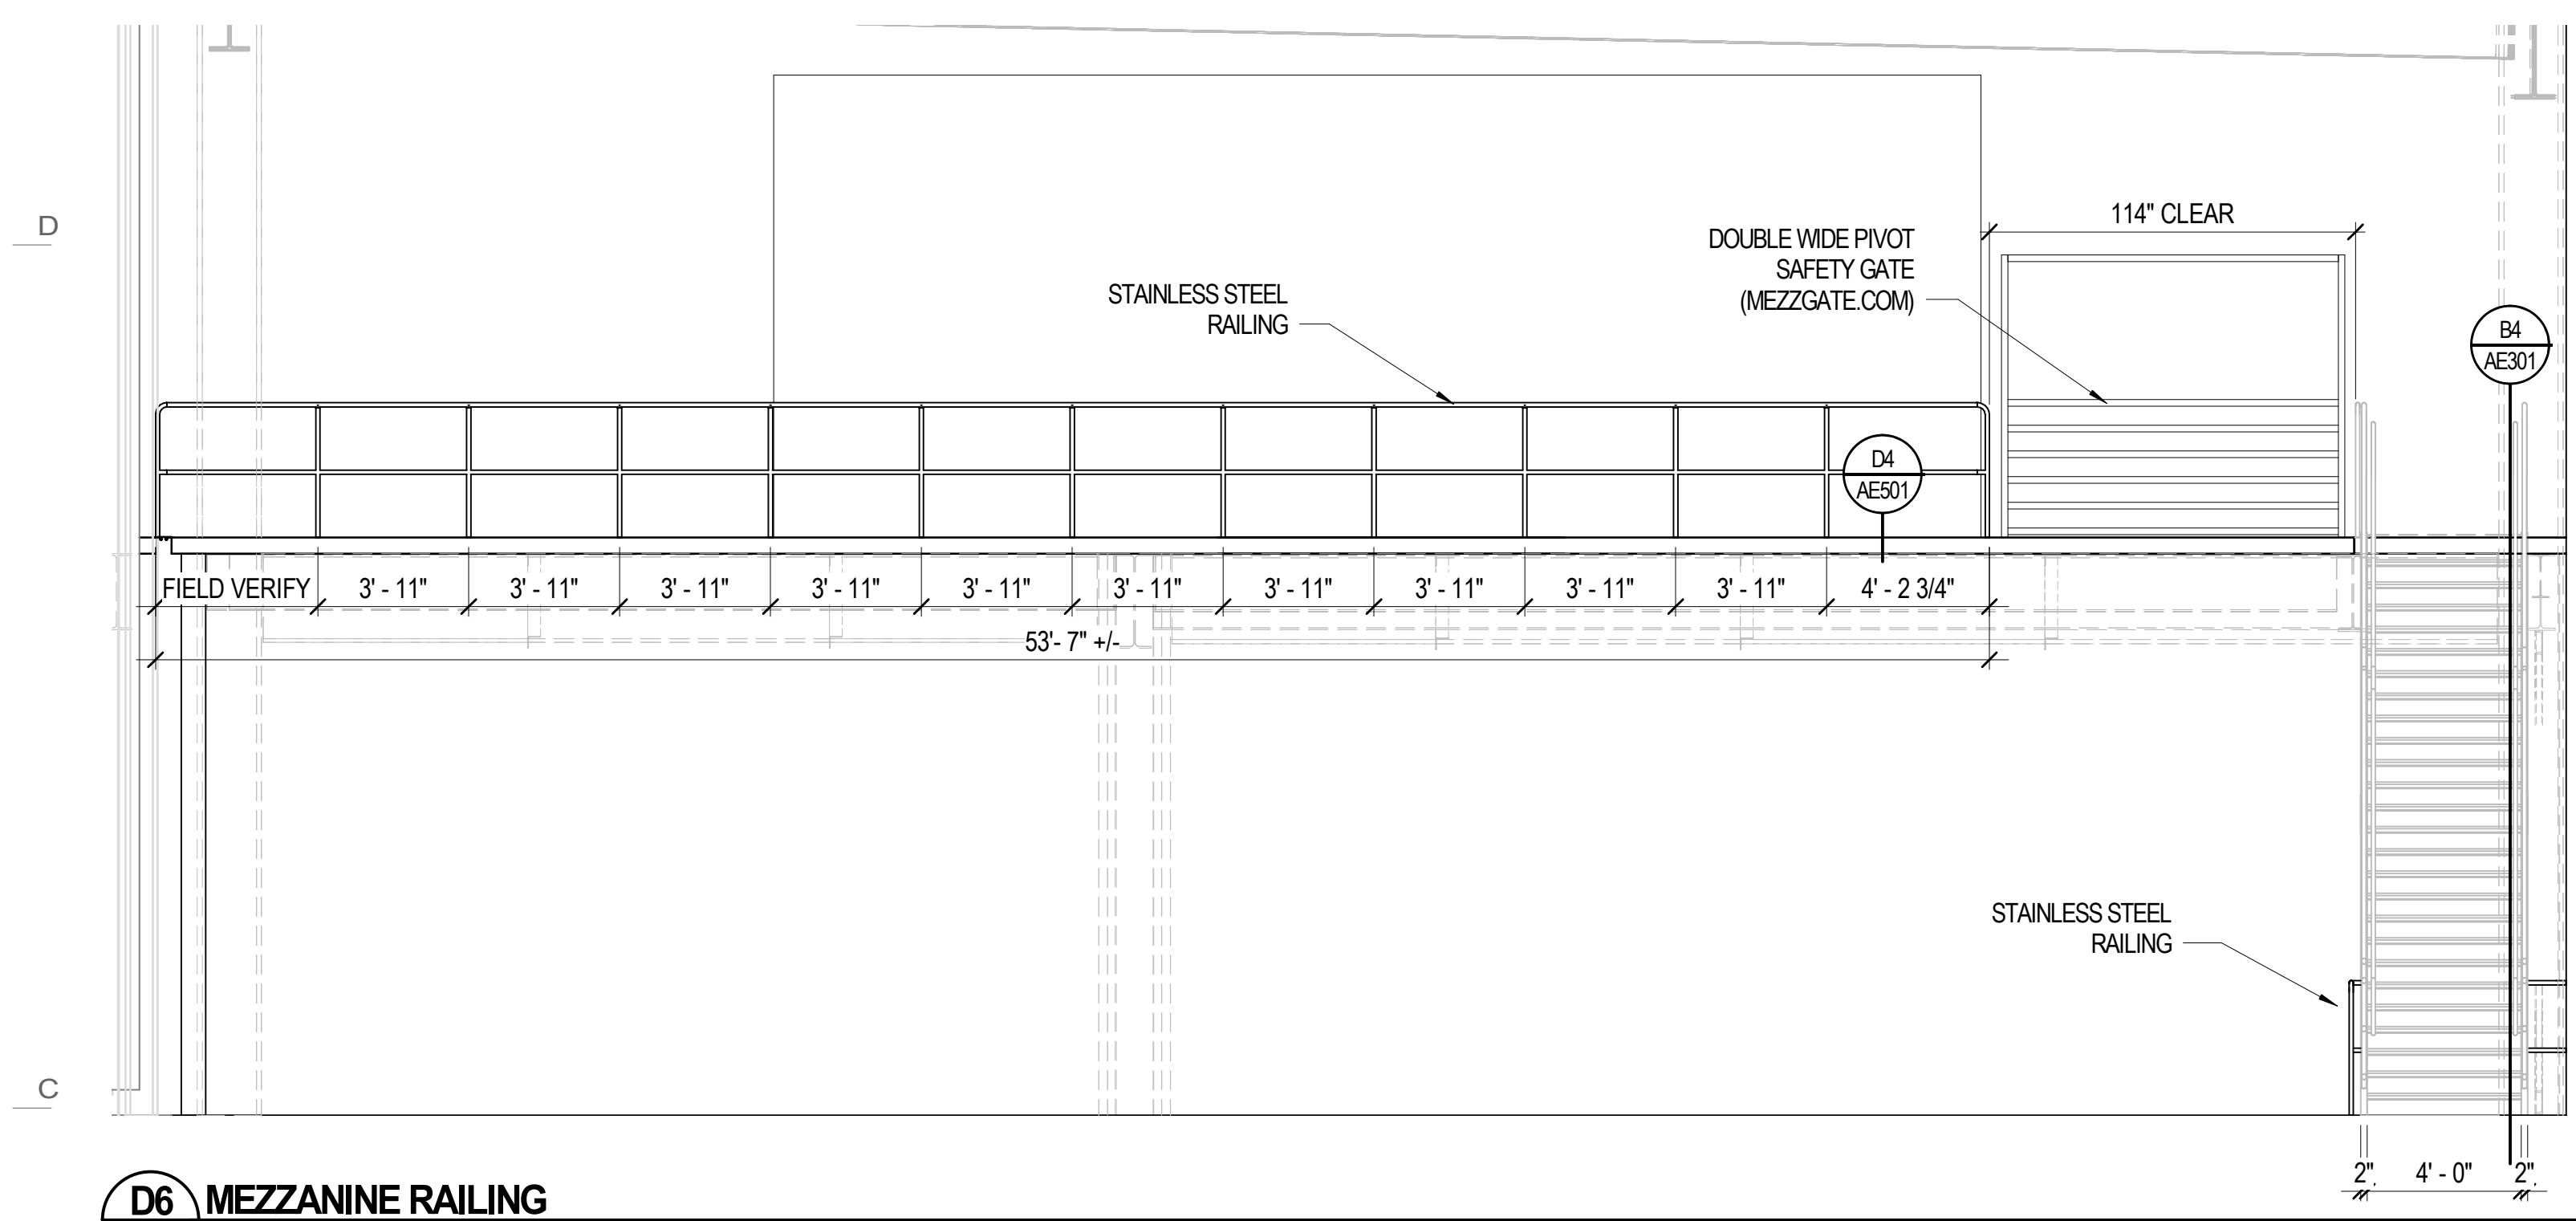 114" CLEAR
D
DOUBLE WIDE PIVOT
SAFETY GATE
(MEZZGATE.COM)
STAINLESS STEEL
RAILING
B4
AE301
D4
AE501
FIELD VERIFY 3' - 11" 3' - 11" 3' - 11" 3' - 11" 3' - 11" 3' - 11" 3' - 11" 3' - 11" 3' - 11" 3' - 11" 4' - 2 3/4"
53'- 7" +/-
STAINLESS STEEL
RAILING
C
2" 4' - 0" 2"
D6 MEZZANINE RAILING